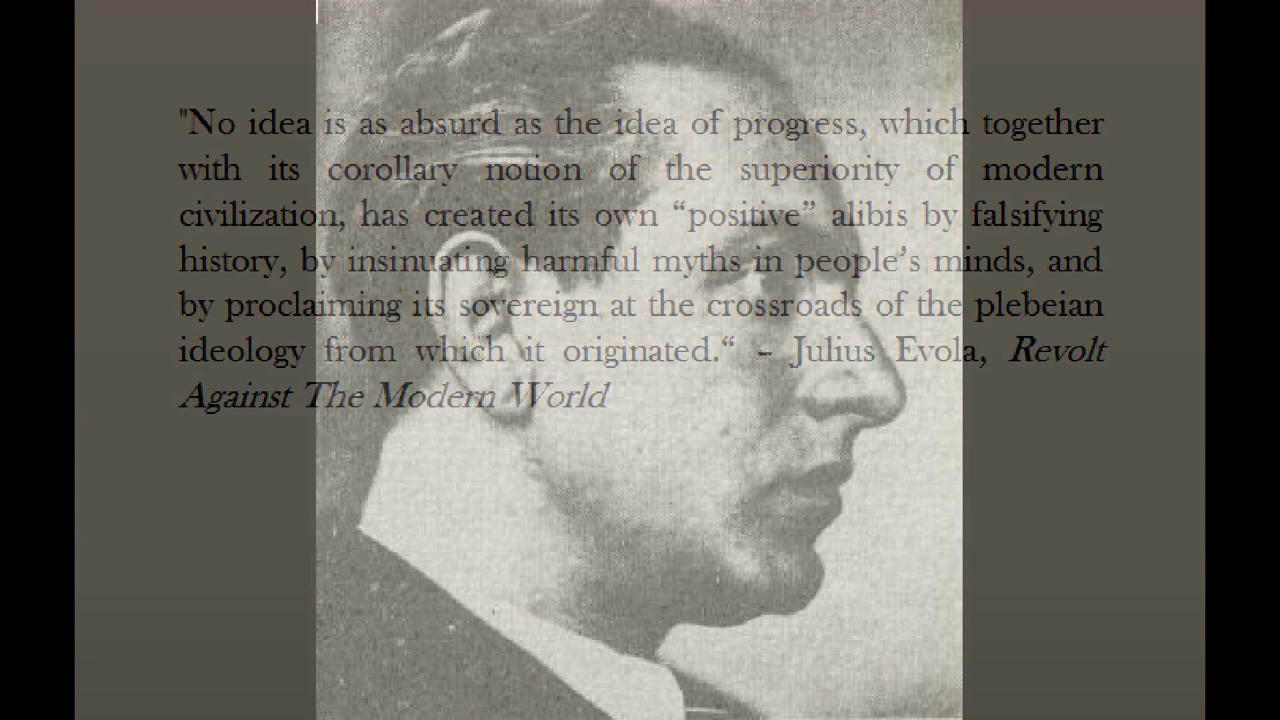 "No idea is as absurd as the idea of progress, which together
with its corollary notion of the superiority of modern
civilization, has created its own “positive” alibis by falsifying
history, by insinuating harmful myths in people’s minds, and
by proclaiming its sovereign at the crossroads of the plebeian
ideology from which it originated.“ - Julius Evola, Revolt
Against The Modern World